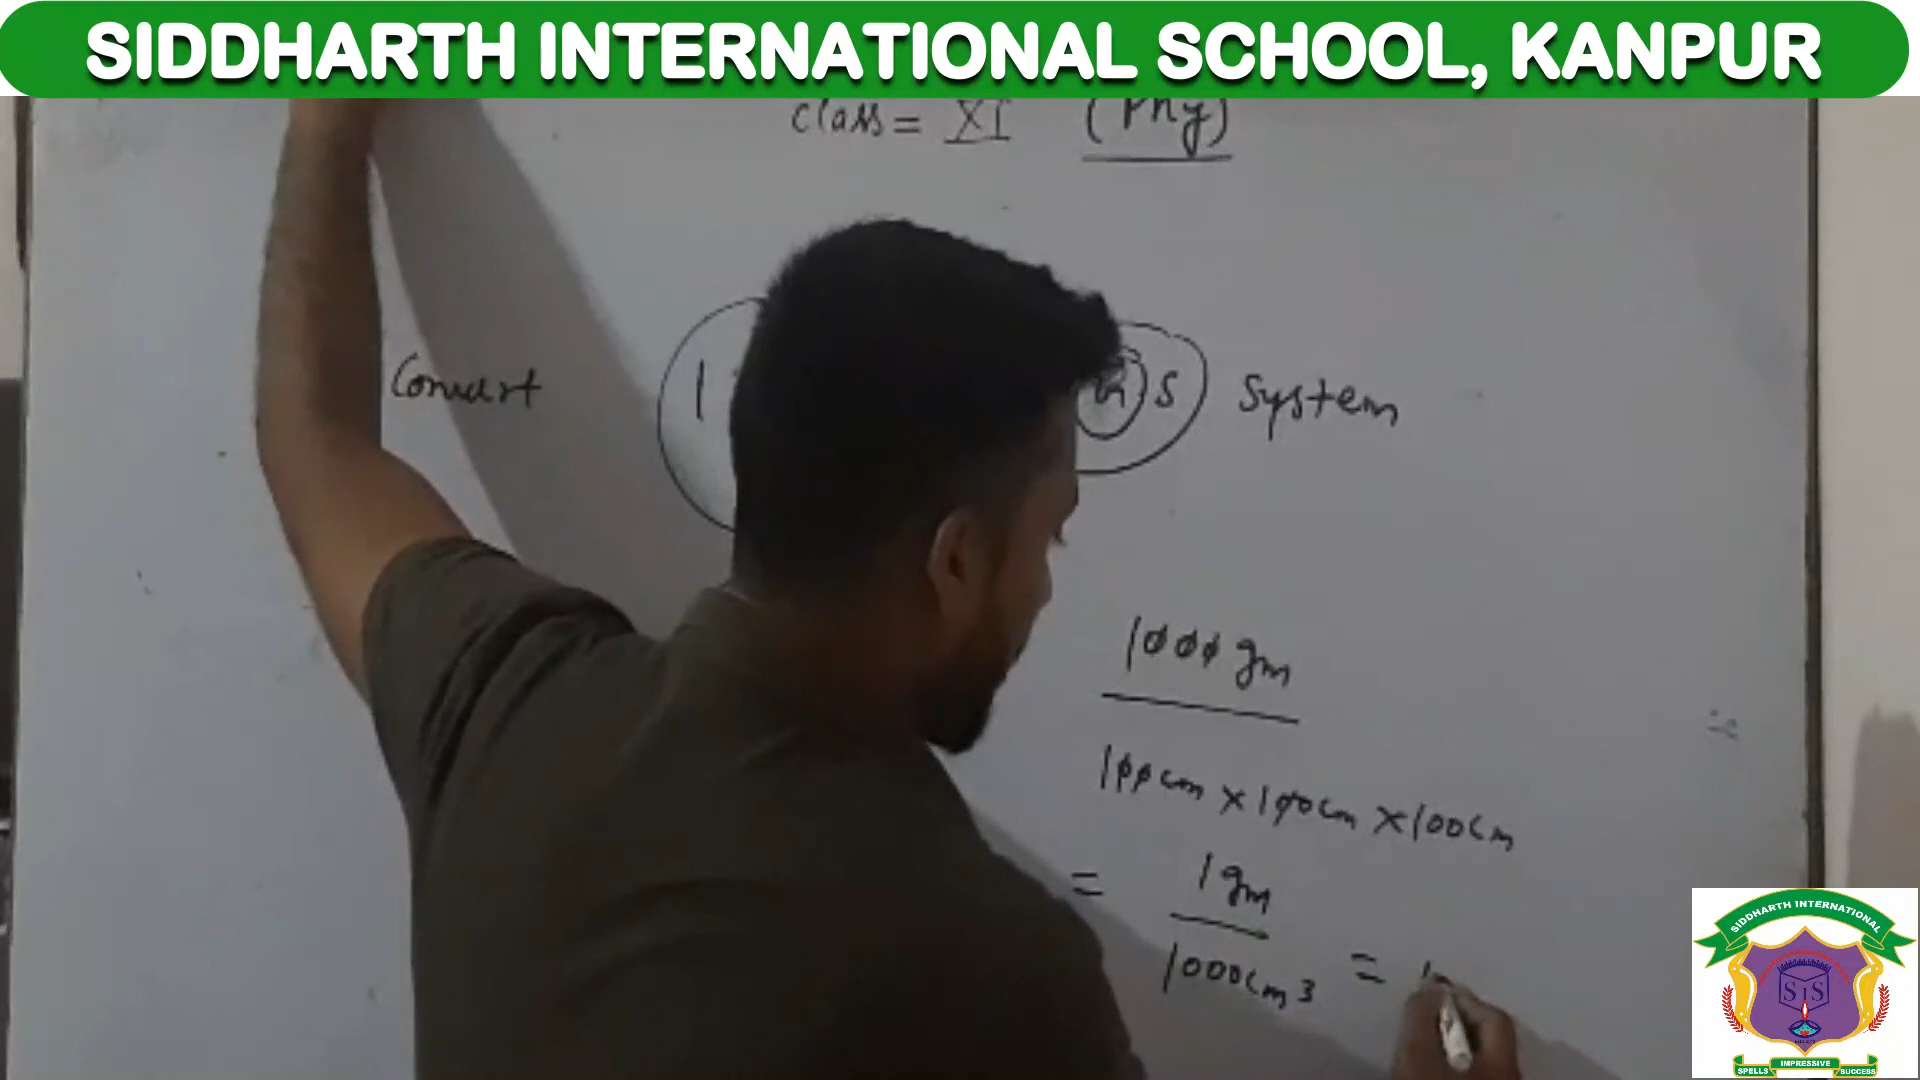 SIDDHARTH INTERNATIONAL SCHOOL, KANPUR
Class = XI (Phy)
Convert 1 S System
1000 gm
100cm × 100cm × 100cm
= 1 gm
1000cm3 =
=
SIDDHARTH INTERNATIONAL
SIS
SPELLS IMPRESSIVE SUCCESS